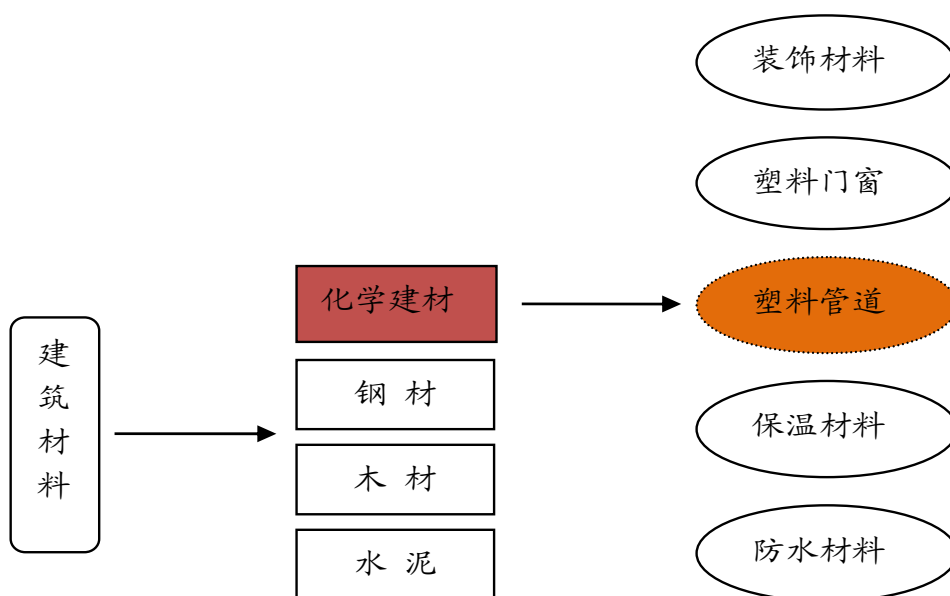 装饰材料
塑料门窗
化学建材
塑料管道
建筑材料
钢 材
保温材料
木 材
水 泥
防水材料